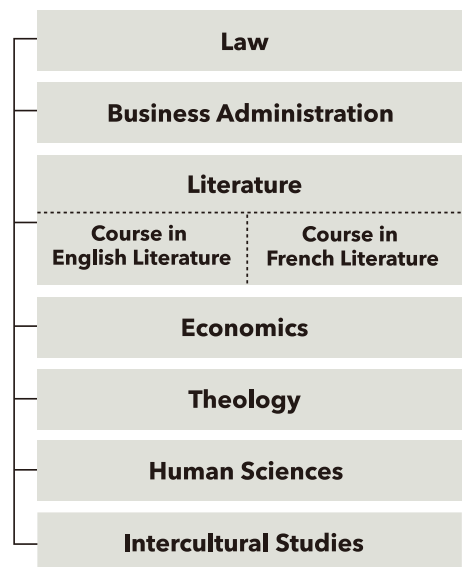 Law
Business Administration
Literature
Course in
English Literature
Course in
French Literature
Economics
Theology
Human Sciences
Intercultural Studies